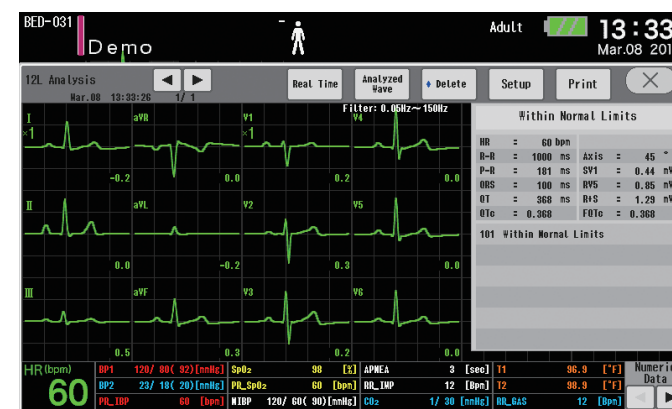 BED-031
Demo
Adult
13:33
Mar.08 201
12L Analysis
Mar.08 13:33:26 1/ 1
Real Time
Analyzed
Wave
Delete
Setup
Print
Filter: 0.05Hz~150Hz
I
×1
aVR
V1
×1
V4
-0.2
0.0
0.2
0.0
II
aVL
V2
V5
0.0
-0.2
0.3
0.0
III
aVF
V3
V6
0.5
0.3
0.2
0.0
Within Normal Limits
HR = 60 bpm
R-R = 1000 ms Axis = 45 °
P-R = 181 ms SV1 = 0.44 mV
QRS = 100 ms RV5 = 0.85 mV
QT = 368 ms R+S = 1.29 mV
QTc = 0.368 FQTc = 0.368
101 Within Normal Limits
HR(bpm)
60
BP1 120/ 80( 92)[mmHg] SpO2 98 [%] APNEA 3 [sec] T1 96.9 [°F]
BP2 23/ 18( 20)[mmHg] PR_SpO2 60 [bpm] RR_IMP 12 [Bpm] T2 98.9 [°F]
PR_IBP 60 [bpm] NIBP 120/ 60( 90)[mmHg] CO2 1/ 30 [mmHg] RR_GAS 12 [Bpm]
Numeric
Data